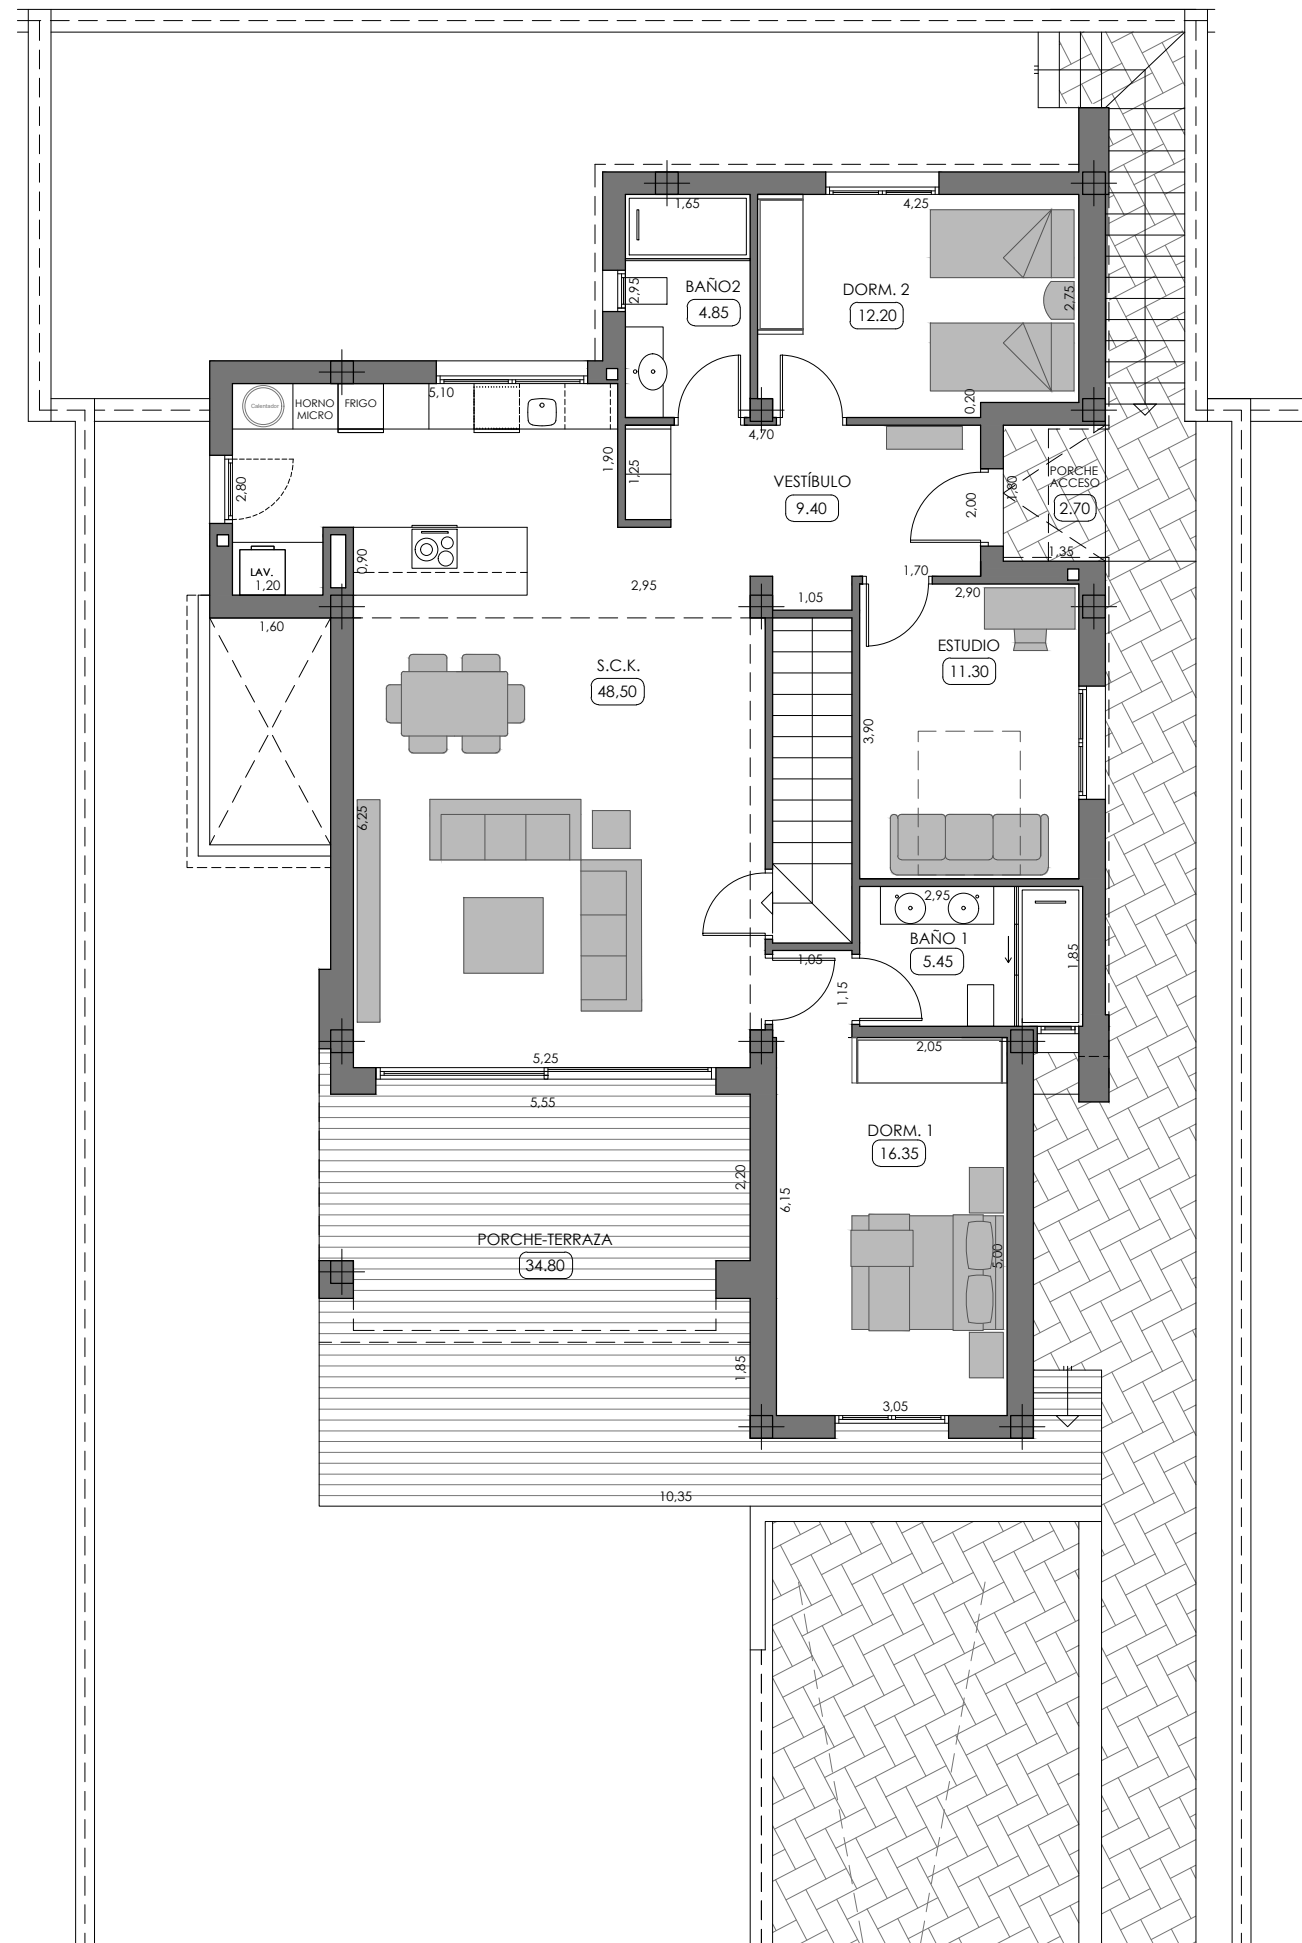 1,65
4,25
2,95
BAÑO2
4.85
DORM. 2
12.20
2,75
5,10
Calentador
HORNO
MICRO
FRIGO
0,20
4,70
1,90
1,25
2,80
VESTÍBULO
9.40
2,00
1,80
PORCHE
ACCESO
2.70
1,35
0,90
LAV.
1,20
2,95
1,70
2,90
1,05
1,60
S.C.K.
48,50
ESTUDIO
11.30
3,90
6,25
2,95
BAÑO 1
5.45
1,85
1,05
1,15
2,05
5,25
5,55
DORM. 1
16.35
2,20
6,15
PORCHE-TERRAZA
34.80
5,00
1,85
3,05
10,35